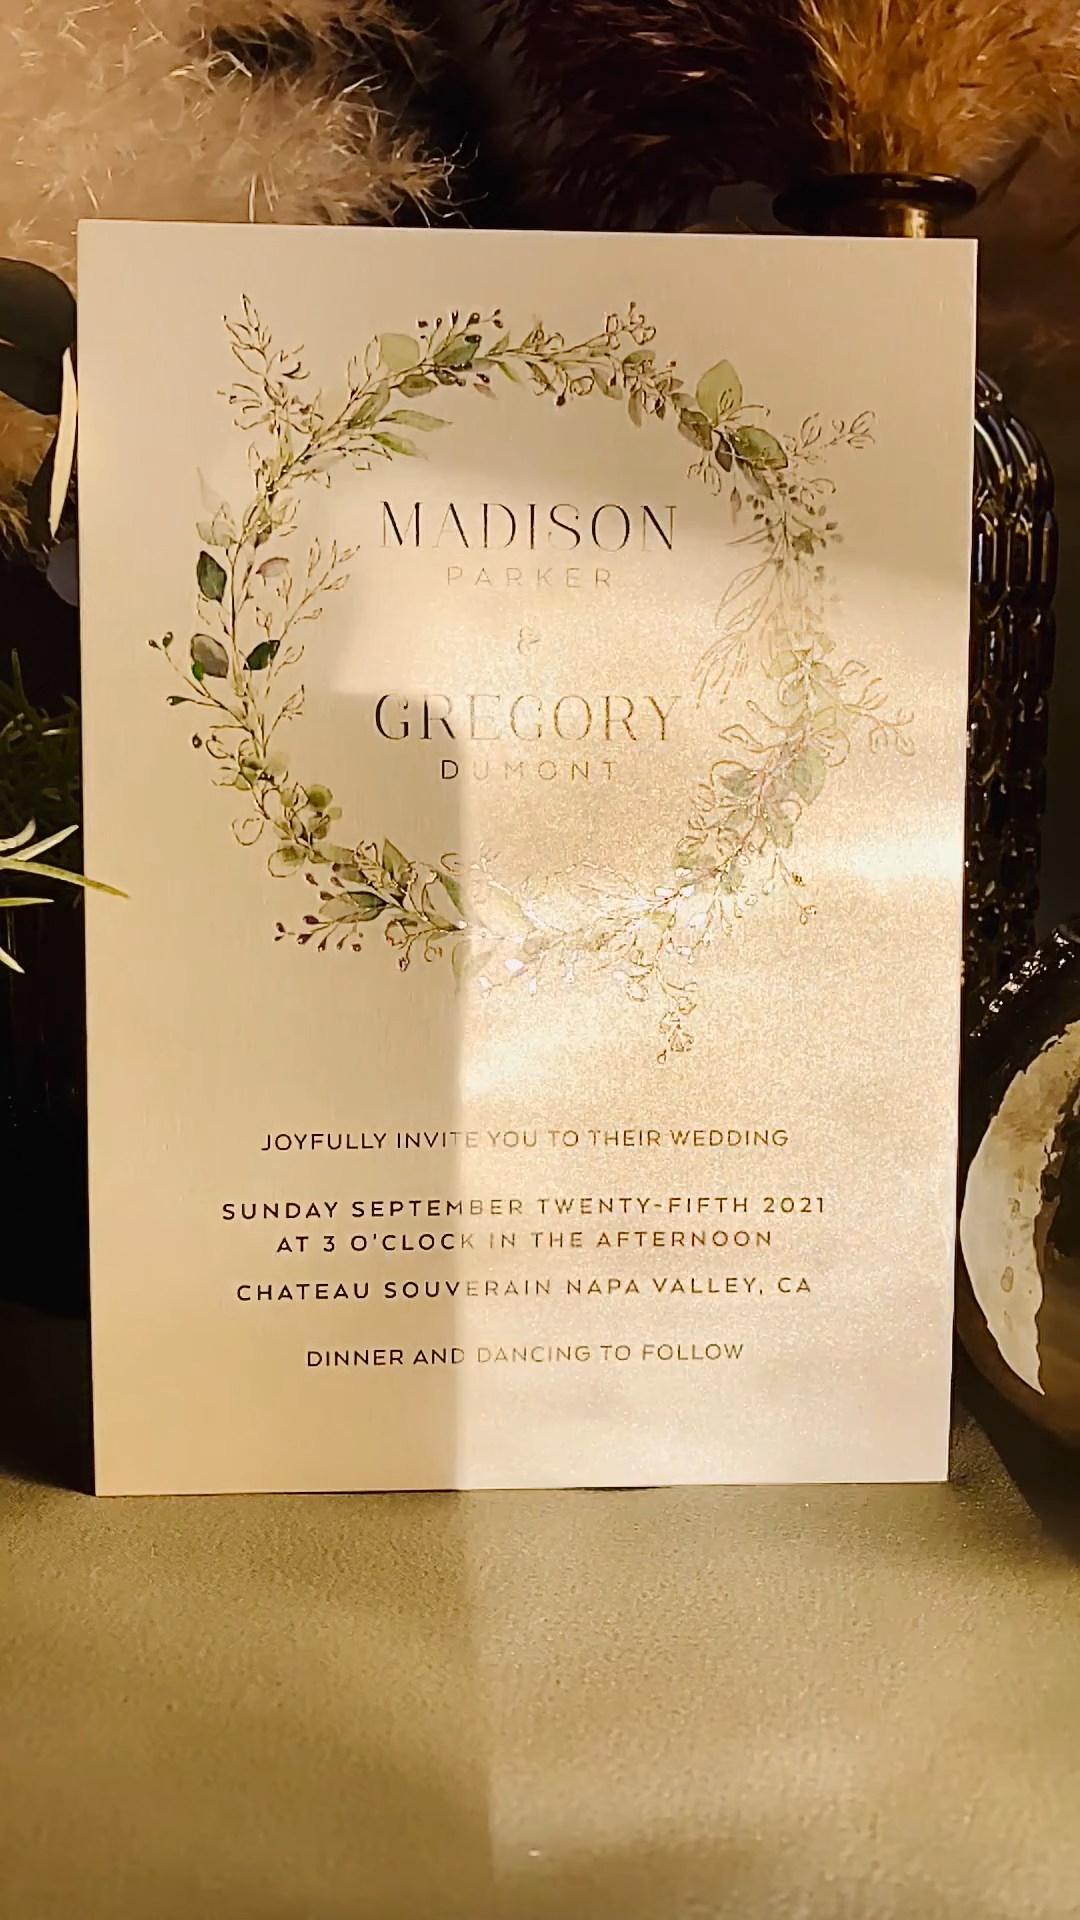 MADISON
PARKER
&
GREGORY
DUMONT
JOYFULLY INVITE YOU TO THEIR WEDDING
SUNDAY SEPTEMBER TWENTY-FIFTH 2021
AT 3 O'CLOCK IN THE AFTERNOON
CHATEAU SOUVERAIN NAPA VALLEY, CA
DINNER AND DANCING TO FOLLOW